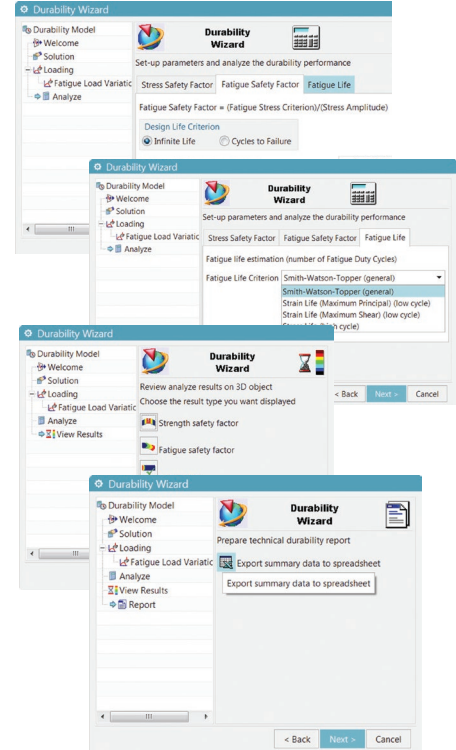 Durability Wizard
Durability Model
Welcome
Solution
Loading
Fatigue Load Variatic
Analyze
Durability
Wizard
Set-up parameters and analyze the durability performance
Stress Safety Factor Fatigue Safety Factor Fatigue Life
Fatigue Safety Factor = (Fatigue Stress Criterion)/(Stress Amplitude)
Design Life Criterion
Infinite Life Cycles to Failure
Durability Wizard
Durability Model
Welcome
Solution
Loading
Fatigue Load Variatic
Analyze
Durability
Wizard
Set-up parameters and analyze the durability performance
Stress Safety Factor Fatigue Safety Factor Fatigue Life
Fatigue life estimation (number of Fatigue Duty Cycles)
Fatigue Life Criterion Smith-Watson-Topper (general)
Smith-Watson-Topper (general)
Strain Life (Maximum Principal) (low cycle)
Strain Life (Maximum Shear) (low cycle)
cycle)
< Back Next > Cancel
Durability Wizard
Durability Model
Welcome
Solution
Loading
Fatigue Load Variatic
Analyze
View Results
Durability
Wizard
Review analyze results on 3D object
Choose the result type you want displayed
Strength safety factor
Fatigue safety factor
Durability Wizard
Durability Model
Welcome
Solution
Loading
Fatigue Load Variatic
Analyze
View Results
Report
Durability
Wizard
Prepare technical durability report
Export summary data to spreadsheet
Export summary data to spreadsheet
< Back Next > Cancel